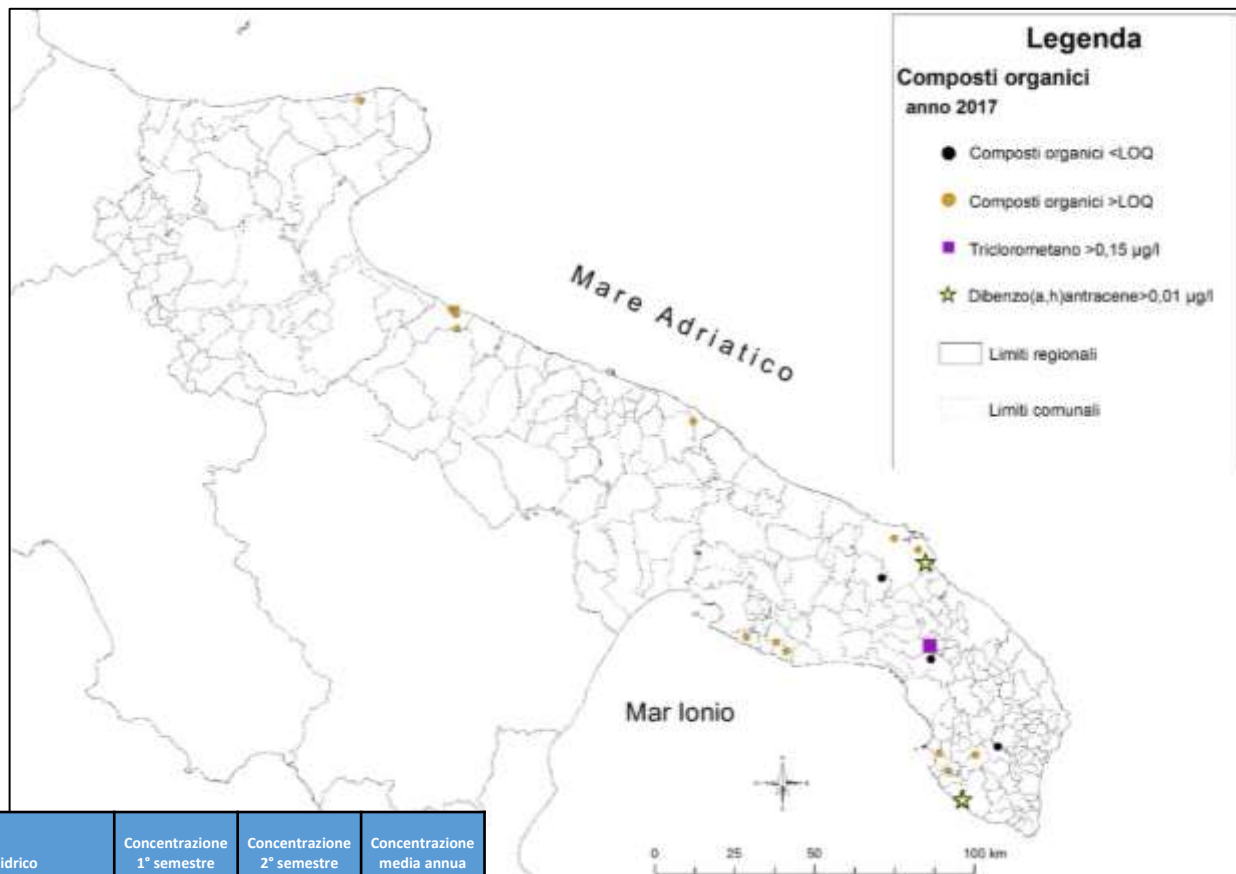 Legenda
Composti organici
anno 2017
Composti organici <LOQ
Composti organici >LOQ
Triclorometano >0,15 µg/l
Dibenzo(a,h)antracene>0,01 µg/l
Limiti regionali
Limiti comunali
Mare Adriatico
Mar Ionio
0 25 50 100 km
idrico
Concentrazione
1° semestre
Concentrazione
2° semestre
Concentrazione
media annua